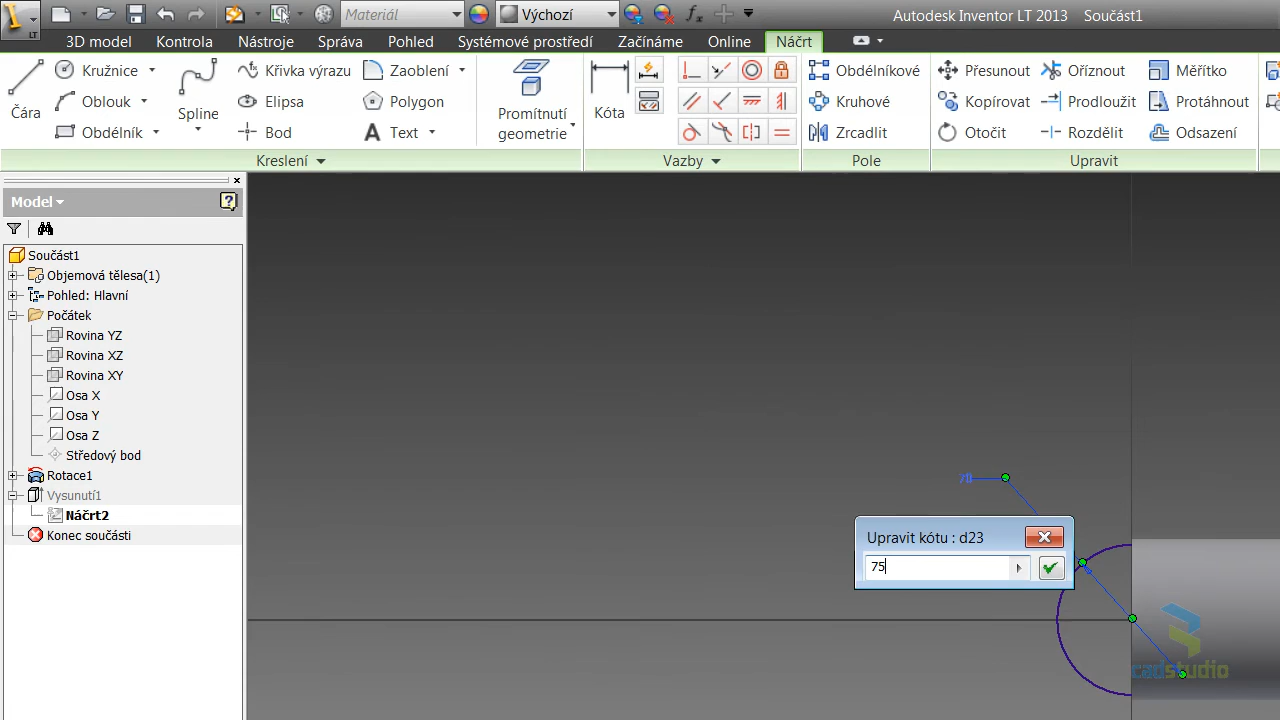 Materiál
Výchozí
Autodesk Inventor LT 2013 Součást1
LT
3D model
Kontrola
Nástroje
Správa
Pohled
Systémové prostředí
Začínáme
Online
Náčrt
Čára
Kružnice
Oblouk
Obdélník
Spline
Křivka výrazu
Elipsa
Bod
Zaoblení
Polygon
Text
Promítnutí
geometrie
Kóta
Obdélníkové
Kruhové
Zrcadlit
Přesunout
Kopírovat
Otočit
Oříznout
Prodloužit
Rozdělit
Měřítko
Protáhnout
Odsazení
Kreslení
Vazby
Pole
Upravit
Model
Součást1
Objemová tělesa(1)
Pohled: Hlavní
Počátek
Rovina YZ
Rovina XZ
Rovina XY
Osa X
Osa Y
Osa Z
Středový bod
Rotace1
Vysunutí1
Náčrt2
Konec součásti
Upravit kótu : d23
75
cadstudio